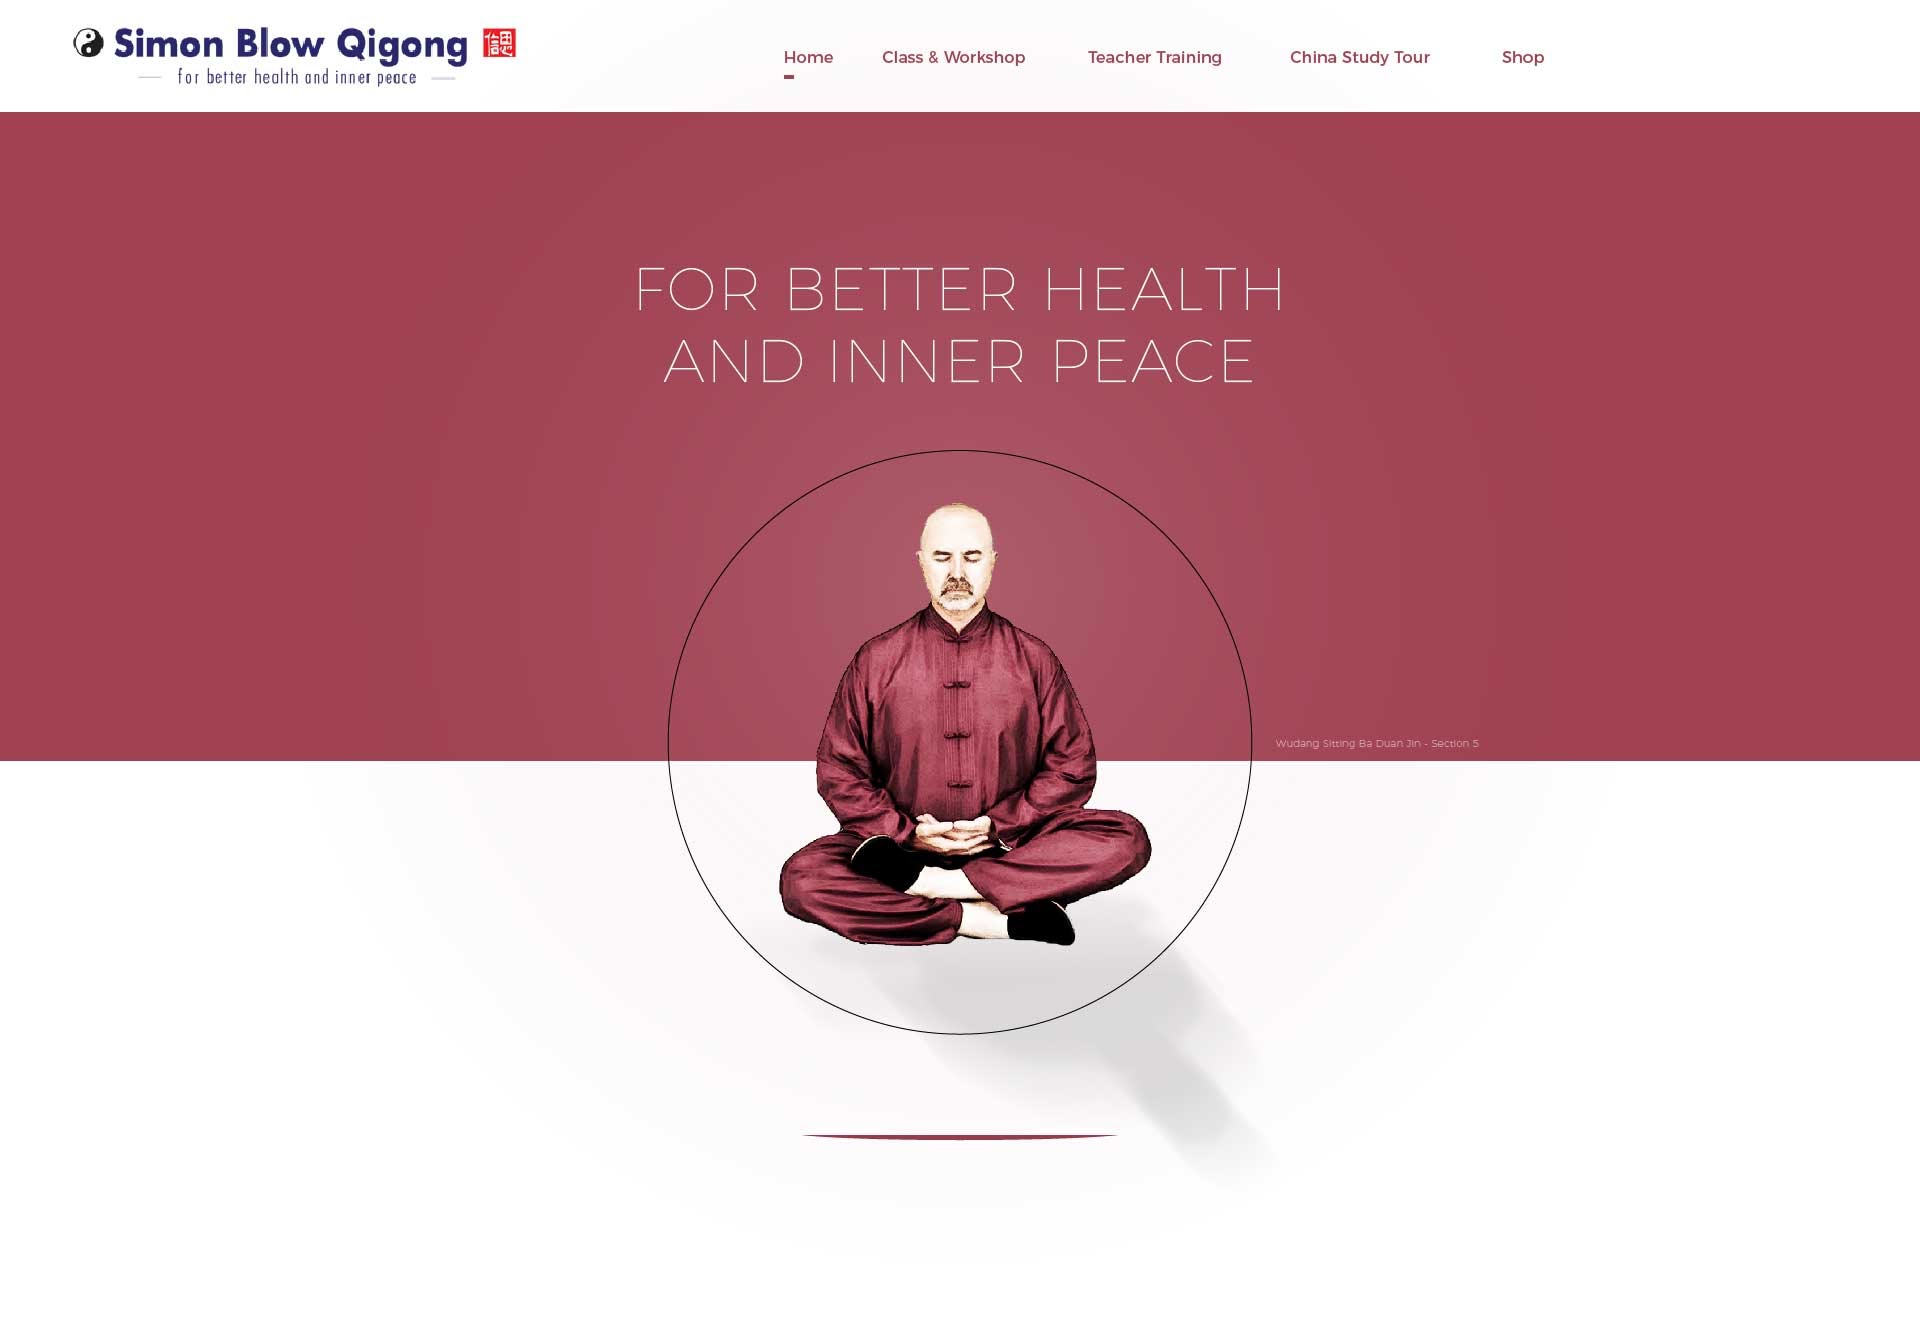 Simon Blow Qigong
for better health and inner peace
Home
Class & Workshop
Teacher Training
China Study Tour
Shop
FOR BETTER HEALTH
AND INNER PEACE
Wudang Sitting Ba Duan Jin - Section 5